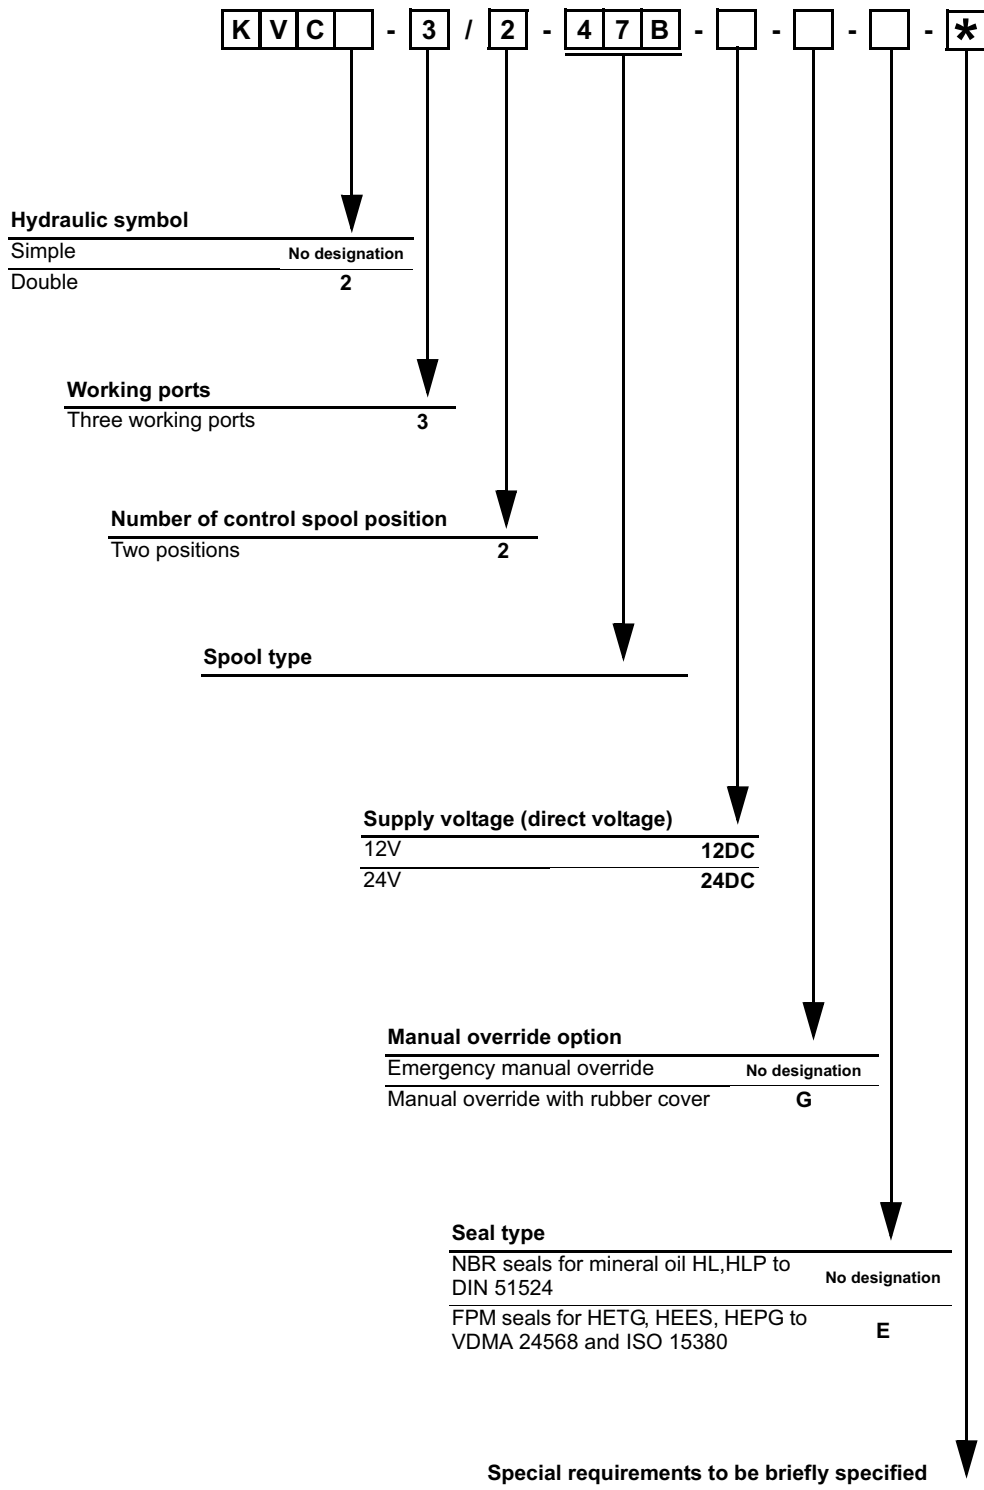 K V C - 3 / 2 - 4 7 B - - - - *
Hydraulic symbol
Simple No designation
Double 2
Working ports
Three working ports 3
Number of control spool position
Two positions 2
Spool type
Supply voltage (direct voltage)
12V 12DC
24V 24DC
Manual override option
Emergency manual override No designation
Manual override with rubber cover G
Seal type
NBR seals for mineral oil HL,HLP to
DIN 51524 No designation
FPM seals for HETG, HEES, HEPG to
VDMA 24568 and ISO 15380 E
Special requirements to be briefly specified